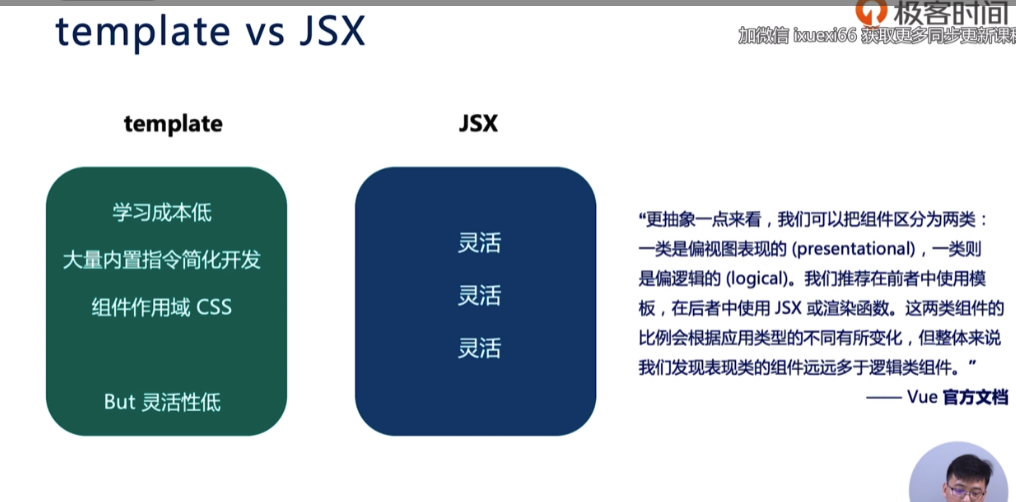 template vs JSX
极客时间
加微信 ixuexi66 获取更多同步更新课程
template
JSX
学习成本低
大量内置指令简化开发
组件作用域 CSS
But 灵活性低
灵活
灵活
灵活
“更抽象一点来看，我们可以把组件区分为两类：
一类是偏视图表现的 (presentational)，一类则
是偏逻辑的 (logical)。我们推荐在前者中使用模
板，在后者中使用 JSX 或渲染函数。这两类组件的
比例会根据应用类型的不同有所变化，但整体来说
我们发现表现类的组件远远多于逻辑类组件。”
—— Vue 官方文档